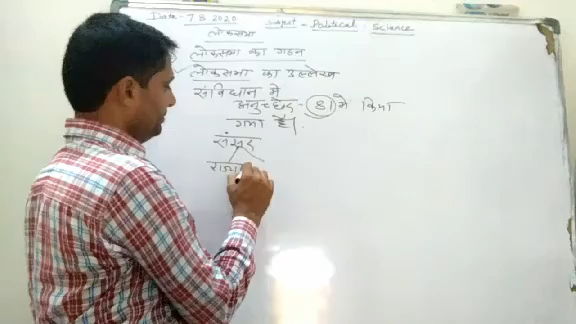 Date-7.8.2020 Subject - Political Science
लोकसभा
लोकसभा का गठन
लोकसभा का उल्लेख
संविधान में
अनुच्छेद - 81 में किया
गया है।
संसद
राज्य